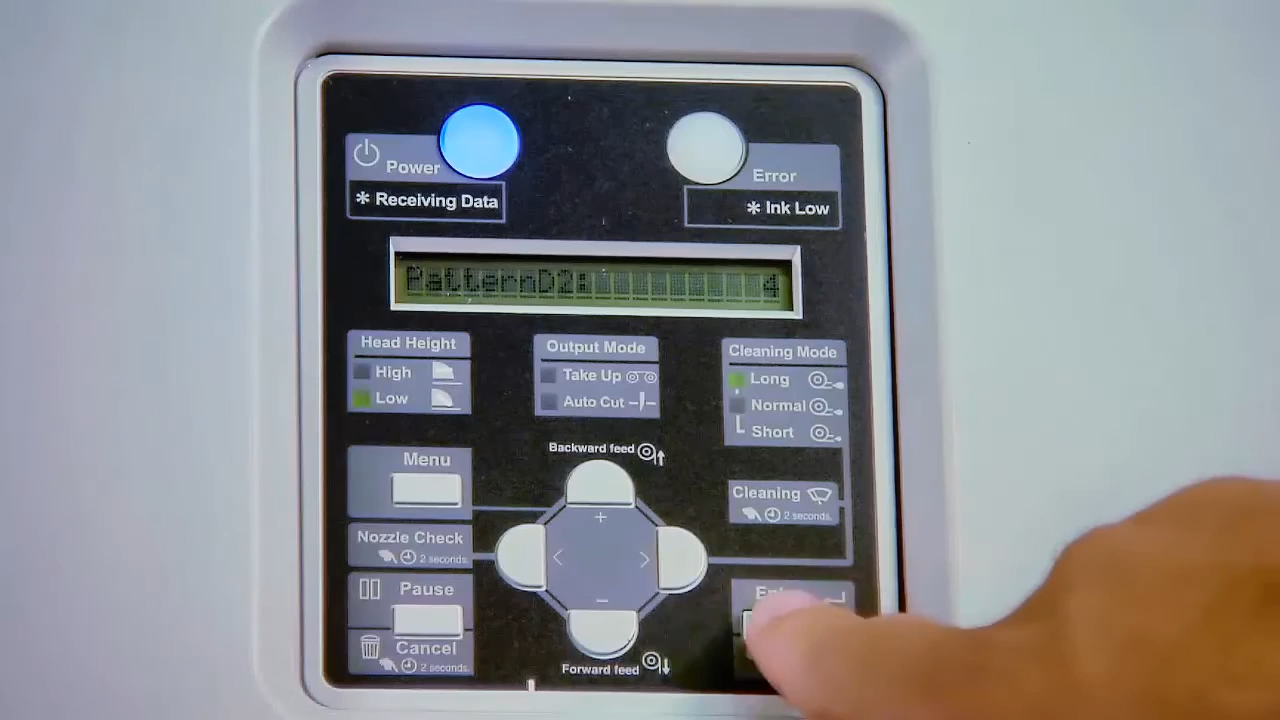 Power
* Receiving Data
Error
* Ink Low
PatternD2: 4
Head Height
High
Low
Output Mode
Take Up
Auto Cut
Cleaning Mode
Long
Normal
Short
Backward feed
Menu
+
Cleaning
2 seconds.
Nozzle Check
2 seconds.
< >
Pause
−
Cancel
2 seconds.
Forward feed